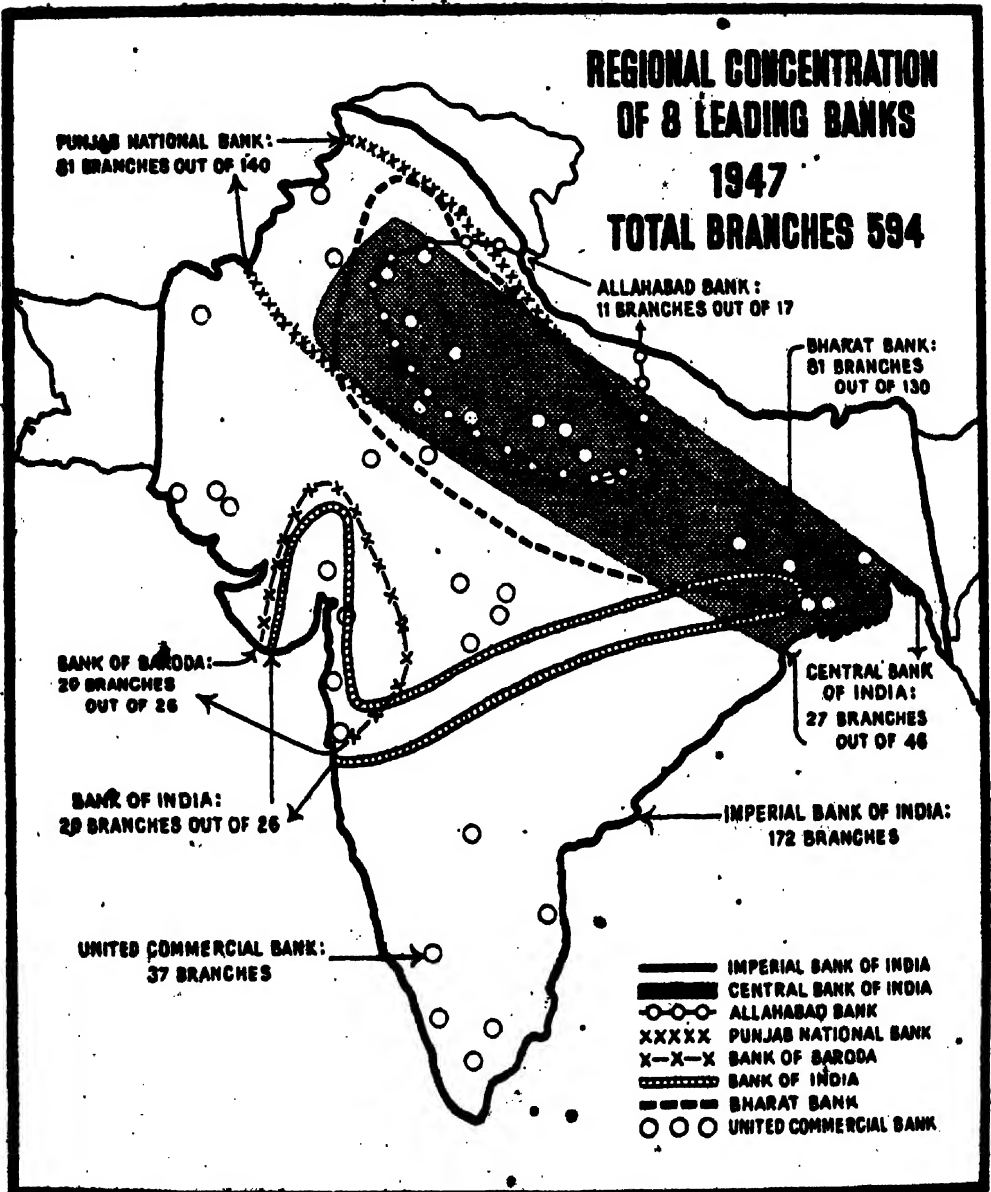 REGIONAL CONCENTRATION
OF 8 LEADING BANKS
1947
TOTAL BRANCHES 594
PUNJAB NATIONAL BANK:
81 BRANCHES OUT OF 140
ALLAHABAD BANK:
11 BRANCHES OUT OF 17
BHARAT BANK:
81 BRANCHES
OUT OF 130
BANK OF BARODA:
20 BRANCHES
OUT OF 26
CENTRAL BANK
OF INDIA:
27 BRANCHES
OUT OF 46
BANK OF INDIA:
20 BRANCHES OUT OF 26
IMPERIAL BANK OF INDIA:
172 BRANCHES
UNITED COMMERCIAL BANK:
37 BRANCHES
IMPERIAL BANK OF INDIA
CENTRAL BANK OF INDIA
ALLAHABAD BANK
XXXXX PUNJAB NATIONAL BANK
X-X-X BANK OF BARODA
BANK OF INDIA
BHARAT BANK
UNITED COMMERCIAL BANK